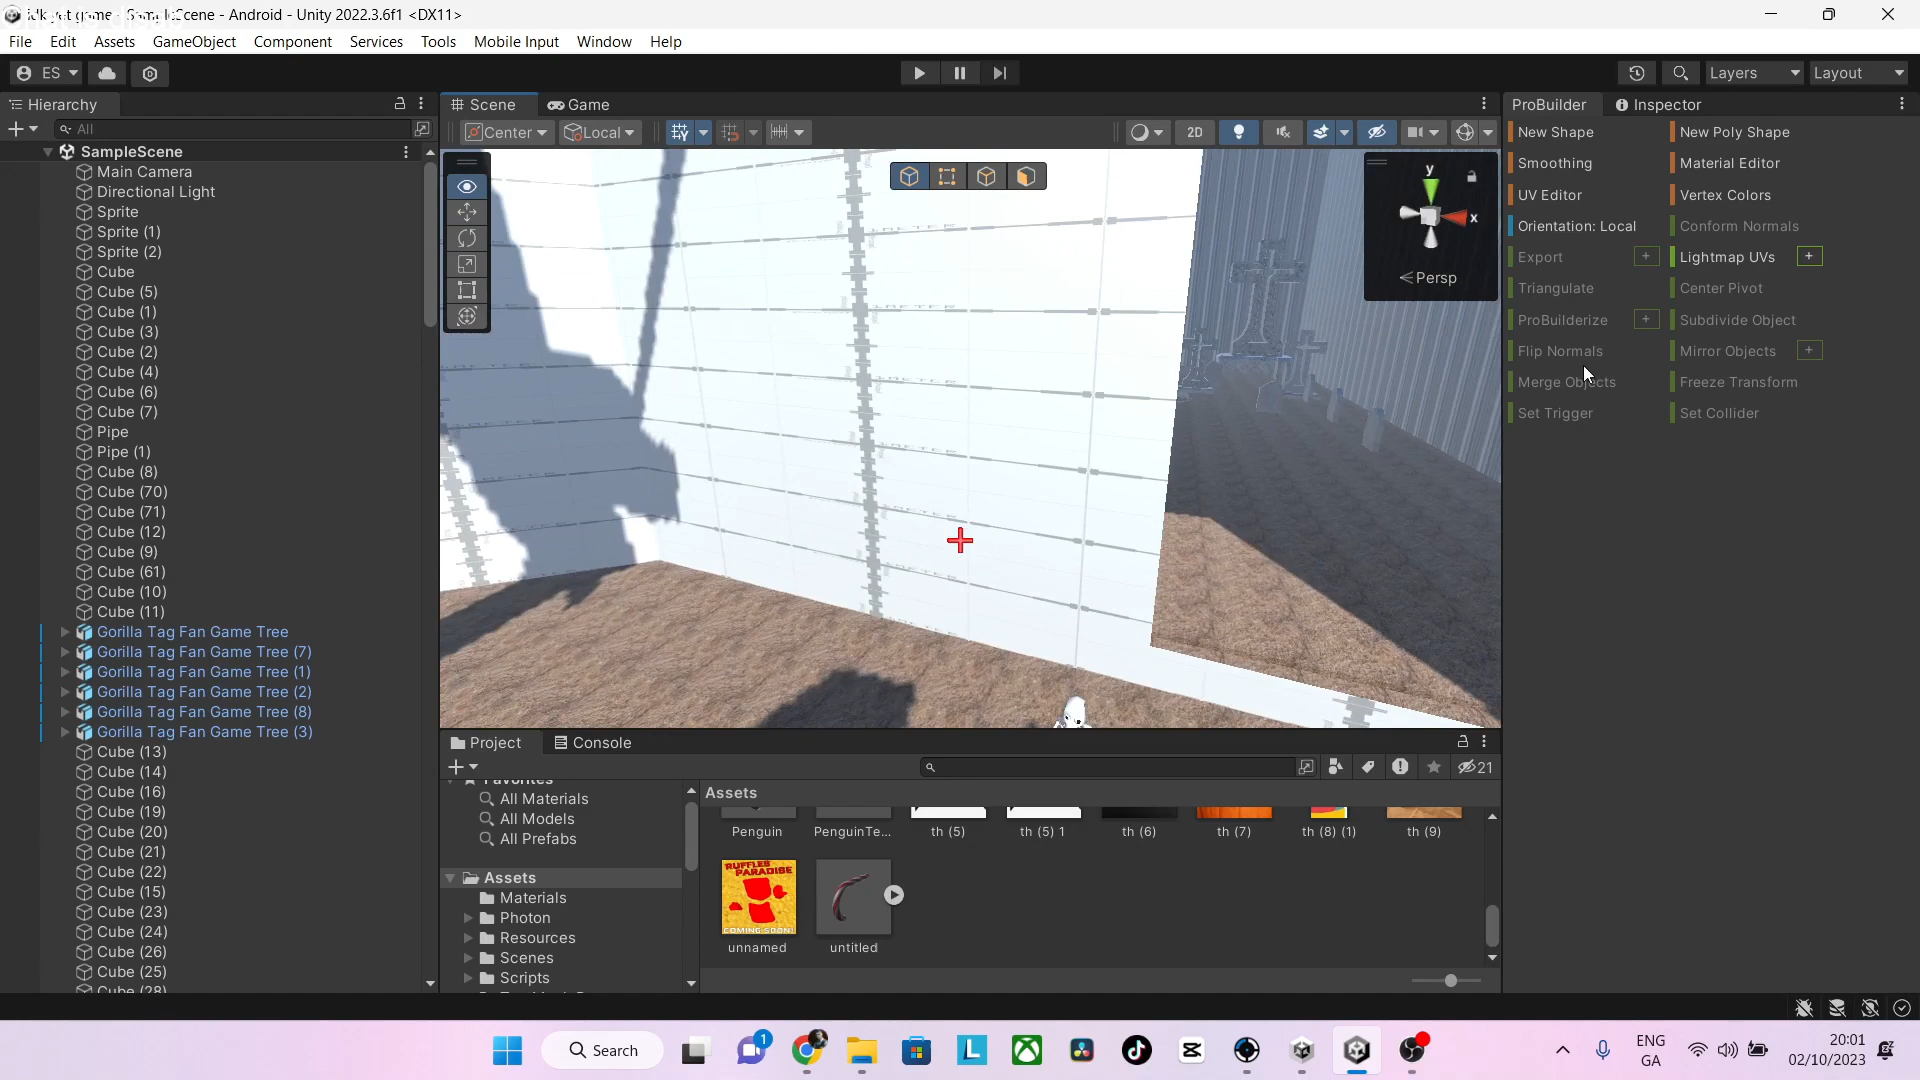 idk yet game - SampleScene - Android - Unity 2022.3.6f1 <DX11>
File Edit Assets GameObject Component Services Tools Mobile Input Window Help
ES Layers Layout
Hierarchy
All
SampleScene
Main Camera
Directional Light
Sprite
Sprite (1)
Sprite (2)
Cube
Cube (5)
Cube (1)
Cube (3)
Cube (2)
Cube (4)
Cube (6)
Cube (7)
Pipe
Pipe (1)
Cube (8)
Cube (70)
Cube (71)
Cube (12)
Cube (9)
Cube (61)
Cube (10)
Cube (11)
Gorilla Tag Fan Game Tree
Gorilla Tag Fan Game Tree (7)
Gorilla Tag Fan Game Tree (1)
Gorilla Tag Fan Game Tree (2)
Gorilla Tag Fan Game Tree (8)
Gorilla Tag Fan Game Tree (3)
Cube (13)
Cube (14)
Cube (16)
Cube (19)
Cube (20)
Cube (21)
Cube (22)
Cube (15)
Cube (23)
Cube (24)
Cube (26)
Cube (25)
Cube (28)
Scene Game
Center Local 2D
y
x
Persp
ProBuilder Inspector
New Shape New Poly Shape
Smoothing Material Editor
UV Editor Vertex Colors
Orientation: Local Conform Normals
Export + Lightmap UVs +
Triangulate Center Pivot
ProBuilderize + Subdivide Object
Flip Normals Mirror Objects +
Merge Objects Freeze Transform
Set Trigger Set Collider
Project Console
21
Favorites
All Materials
All Models
All Prefabs
Assets
Materials
Photon
Resources
Scenes
Scripts
Assets
Penguin PenguinTe... th (5) th (5) 1 th (6) th (7) th (8) (1) th (9)
RUFFLES
PARADISE
COMING SOON!
unnamed untitled
Search
1
ENG
GA
20:01
02/10/2023